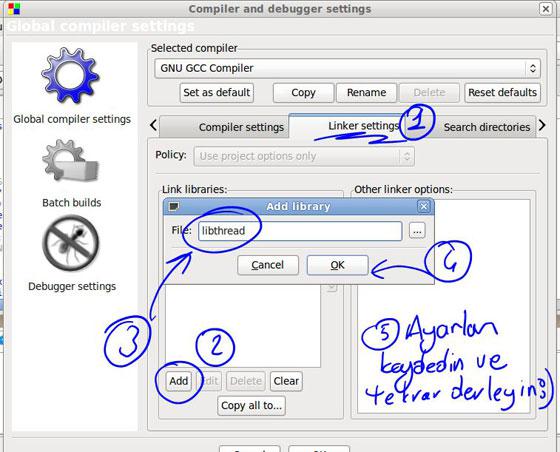 Compiler and debugger settings
Global compiler settings
Global compiler settings
Batch builds
Debugger settings
Selected compiler
GNU GCC Compiler
Set as default Copy Rename Delete Reset defaults
Compiler settings Linker settings Search directories
1
Policy: Use project options only
Link libraries: Other linker options:
Add library
File: libthread ...
Cancel OK
4
3
2
Add Edit Delete Clear
Copy all to...
5 Ayarları
kaydedin ve
tekrar derleyin :)